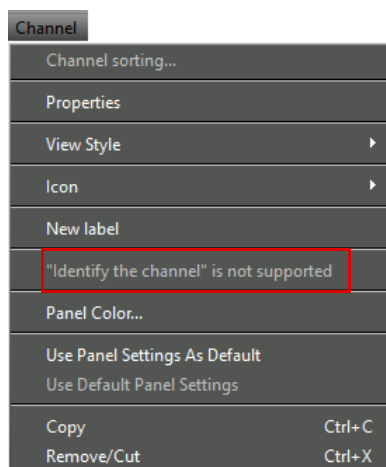 Channel
Channel sorting...
Properties
View Style
Icon
New label
"Identify the channel" is not supported
Panel Color...
Use Panel Settings As Default
Use Default Panel Settings
Copy Ctrl+C
Remove/Cut Ctrl+X